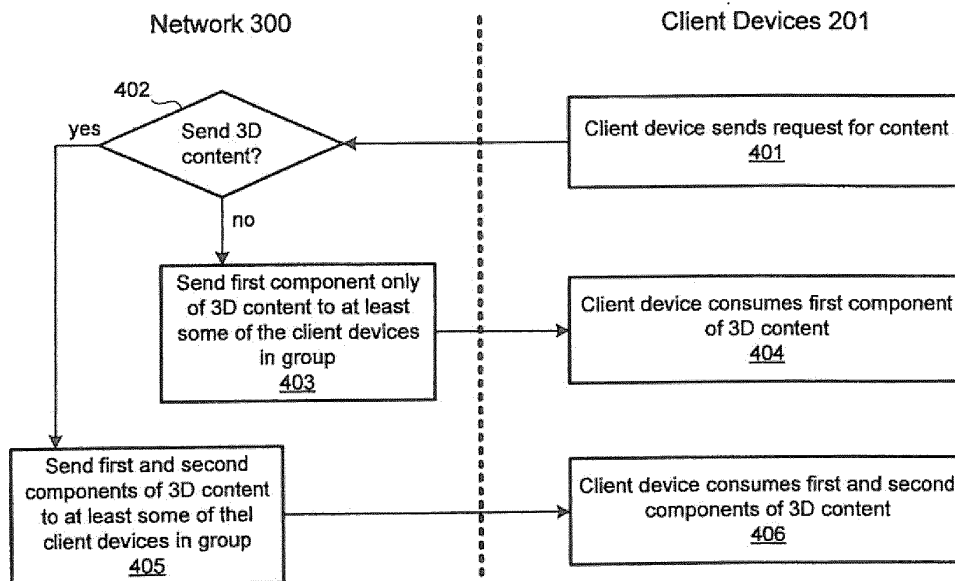 Network 300
Client Devices 201
402
yes
Send 3D
content?
no
Client device sends request for content
401
Send first component only
of 3D content to at least
some of the client devices
in group
403
Client device consumes first component
of 3D content
404
Send first and second
components of 3D content
to at least some of thel
client devices in group
405
Client device consumes first and second
components of 3D content
406